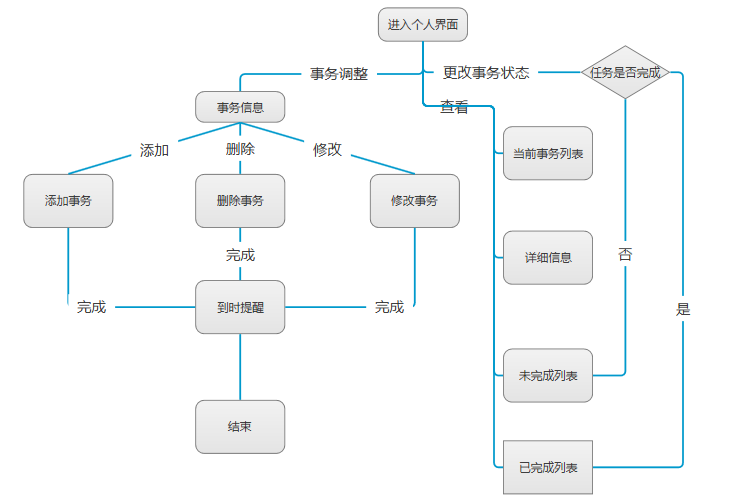 进入个人界面
事务调整
更改事务状态
任务是否完成
事务信息
查看
添加
删除
修改
当前事务列表
添加事务
删除事务
修改事务
完成
详细信息
否
完成
到时提醒
完成
是
未完成列表
结束
已完成列表